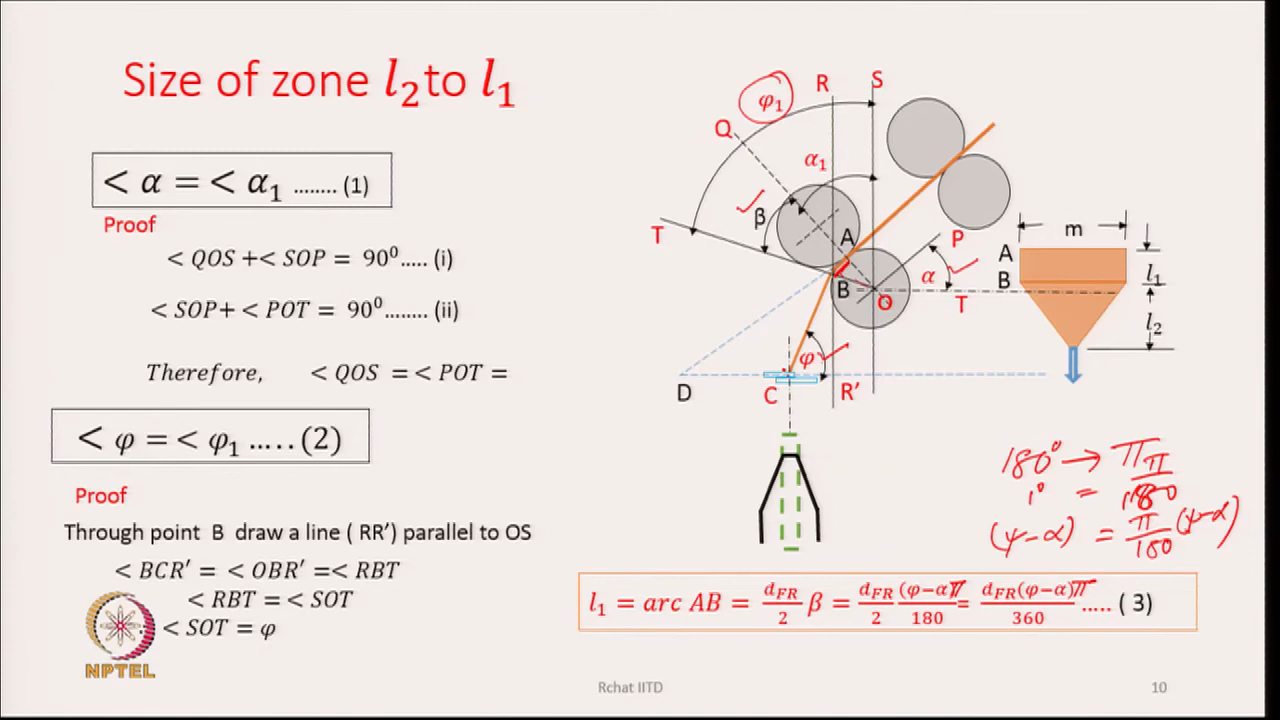 Size of zone l₂ to l₁
< α = < α₁ ........ (1)
Proof
< QOS +< SOP = 90⁰..... (i)
< SOP+ < POT = 90⁰........ (ii)
Therefore, < QOS = < POT =
< φ = < φ₁ ..... (2)
Proof
Through point B draw a line ( RR’) parallel to OS
< BCR′ = < OBR′ =< RBT
< RBT = < SOT
< SOT = φ
NPTEL
R S
φ₁
Q
α₁
T β
A P
B O α T
φ
D C R’
m
A
B
l₁
l₂
180° → π
1° = π/180
(ψ-α) = π/180 (ψ-α)
l₁ = arc AB = d_FR/2 β = d_FR/2 (φ−α)π/180 = d_FR(φ−α)π/360 ..... ( 3)
Rchat IITD
10